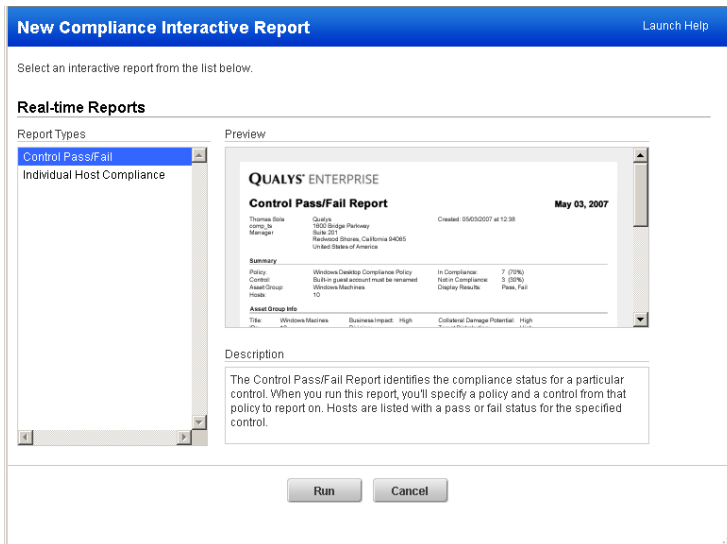 New Compliance Interactive Report
Launch Help
Select an interactive report from the list below.
Real-time Reports
Report Types
Control Pass/Fail
Individual Host Compliance
Preview
QUALYS ENTERPRISE
Control Pass/Fail Report
May 03, 2007
Thomas Sola
comp_ts
Manager
Qualys
1600 Bridge Parkway
Suite 201
Redwood Shores, California 94065
United States of America
Created: 05/03/2007 at 12:38
Summary
Policy: Windows Desktop Compliance Policy
Control: Built-in guest account must be renamed
Asset Group: Windows Machines
Hosts: 10
In Compliance: 7 (70%)
Not in Compliance: 3 (30%)
Display Results: Pass, Fail
Asset Group Info
Title: Windows Macines Business Impact: High Collateral Damage Potential: High
Description
The Control Pass/Fail Report identifies the compliance status for a particular
control. When you run this report, you'll specify a policy and a control from that
policy to report on. Hosts are listed with a pass or fail status for the specified
control.
Run
Cancel